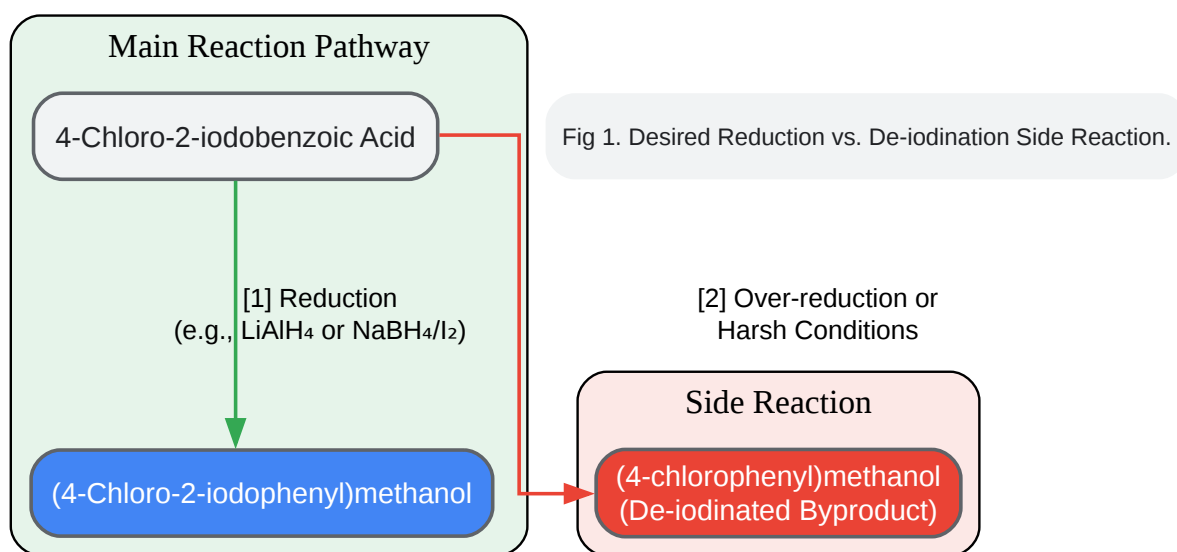 Main Reaction Pathway
4-Chloro-2-iodobenzoic Acid
Fig 1. Desired Reduction vs. De-iodination Side Reaction.
[1] Reduction
(e.g., LiAlH₄ or NaBH₄/I₂)
[2] Over-reduction or
Harsh Conditions
Side Reaction
(4-Chloro-2-iodophenyl)methanol
(4-chlorophenyl)methanol
(De-iodinated Byproduct)